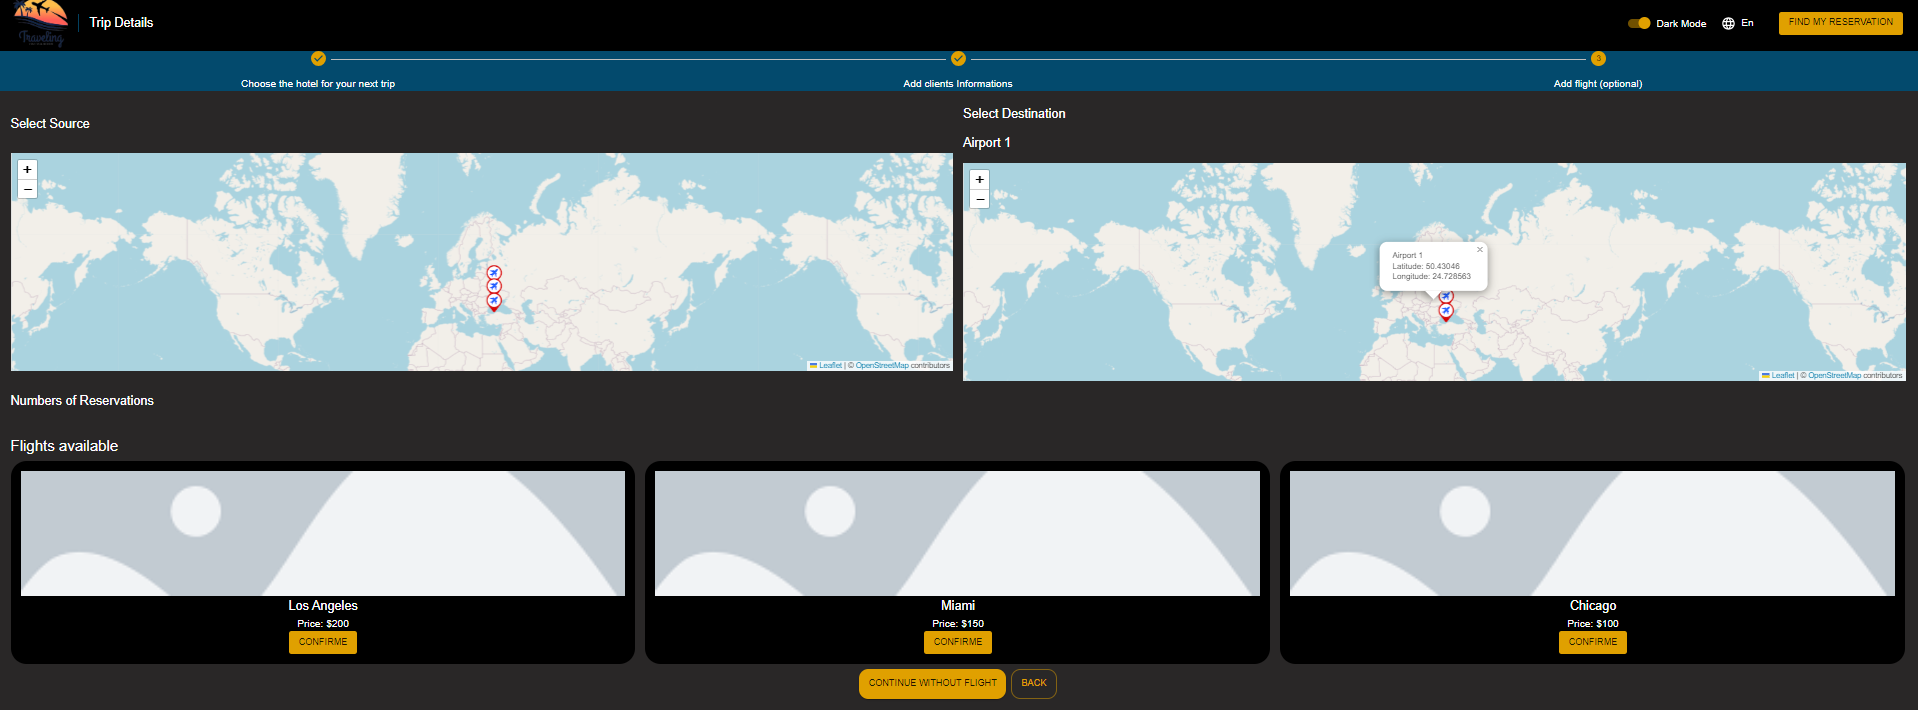 Traveling
Trip Details
Dark Mode
En
FIND MY RESERVATION
Choose the hotel for your next trip
Add clients Informations
3
Add flight (optional)
Select Source
+
−
Leaflet | © OpenStreetMap contributors
Select Destination
Airport 1
+
−
Airport 1
Latitude: 50.43046
Longitude: 24.728563
×
Leaflet | © OpenStreetMap contributors
Numbers of Reservations
Flights available
Los Angeles
Price: $200
CONFIRME
Miami
Price: $150
CONFIRME
Chicago
Price: $100
CONFIRME
CONTINUE WITHOUT FLIGHT
BACK